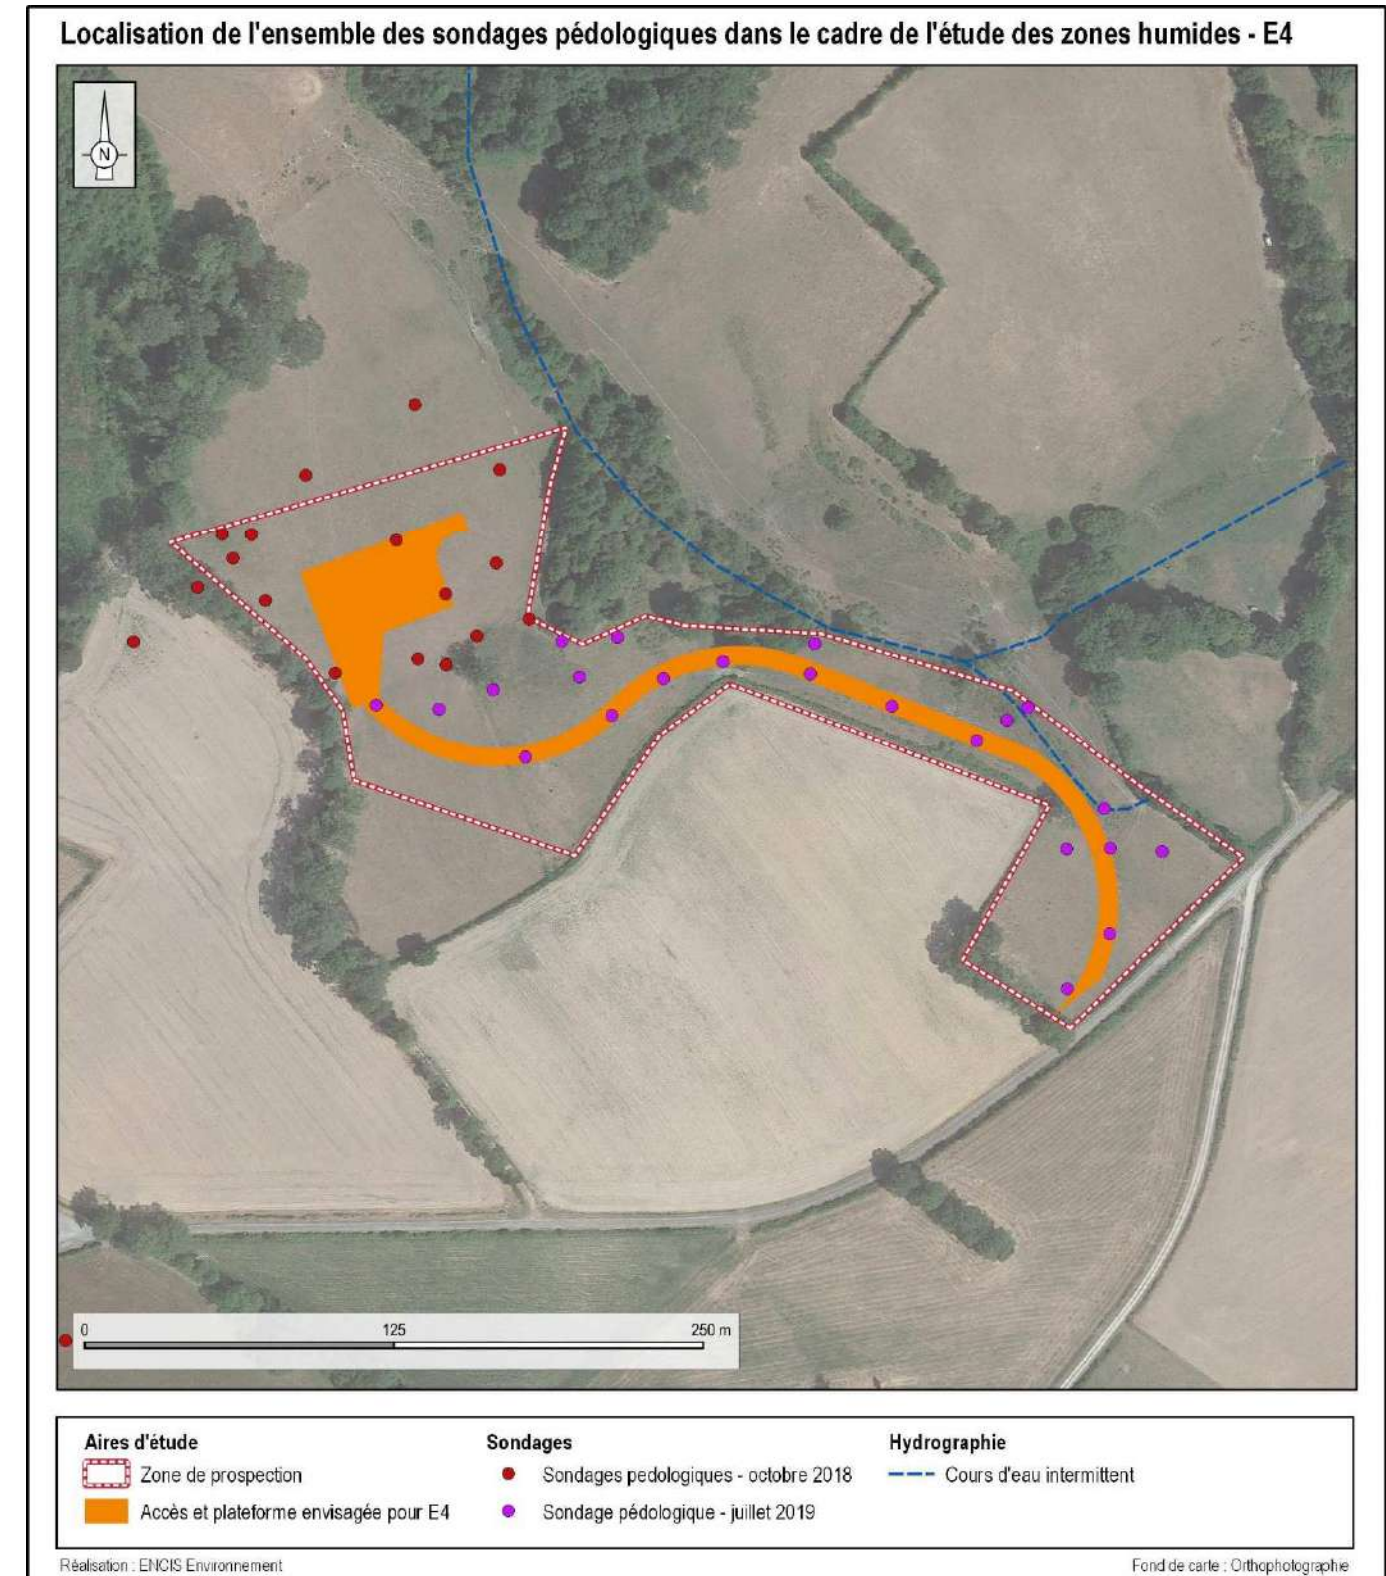 Localisation de l'ensemble des sondages pédologiques dans le cadre de l'étude des zones humides - E4
N
0 125 250 m
Aires d'étude Sondages Hydrographie
Zone de prospection Sondages pedologiques - octobre 2018 Cours d'eau intermittent
Accès et plateforme envisagée pour E4 Sondage pédologique - juillet 2019
Réalisation : ENCIS Environnement Fond de carte : Orthophotographie